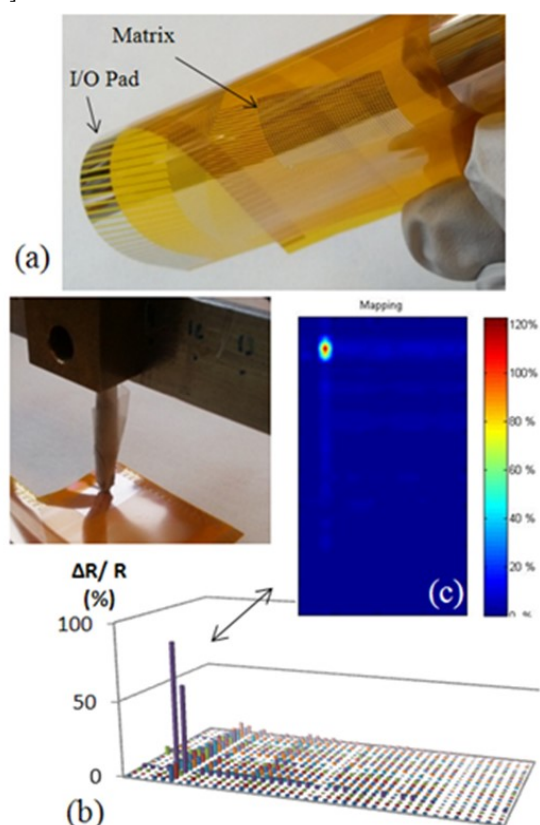 Matrix
I/O Pad
(a)
Mapping
120%
100%
80 %
60 %
40 %
20 %
0. %
(c)
ΔR/ R
(%)
100
50
0
(b)